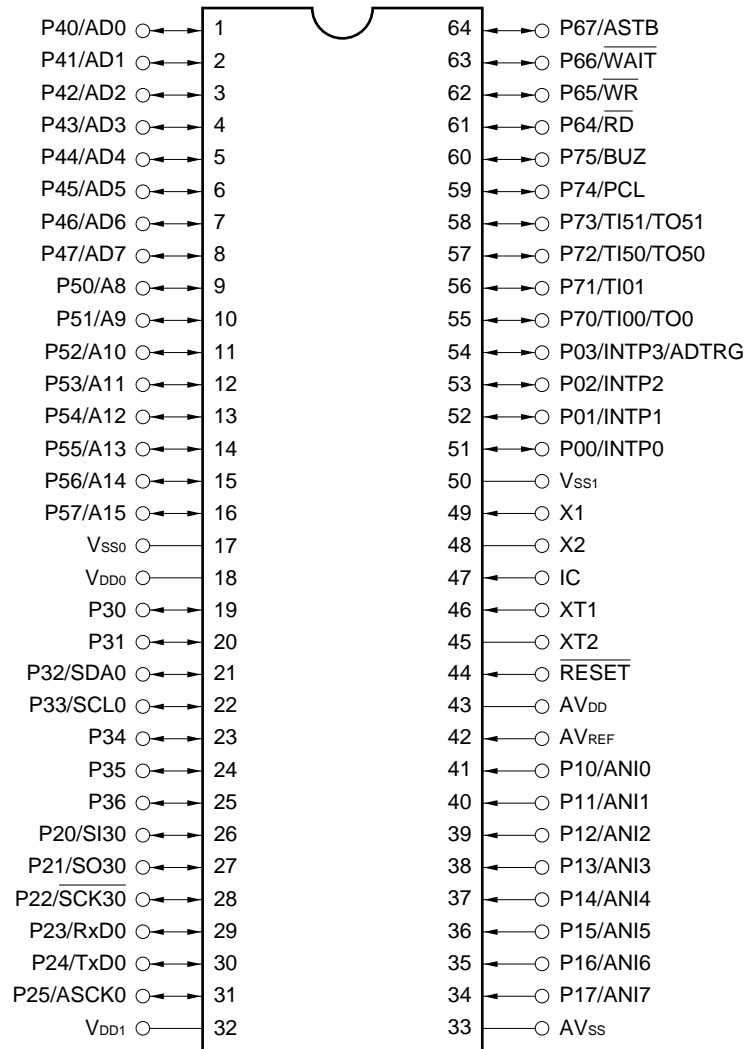 P40/AD0 1 64 P67/ASTB
P41/AD1 2 63 P66/WAIT
P42/AD2 3 62 P65/WR
P43/AD3 4 61 P64/RD
P44/AD4 5 60 P75/BUZ
P45/AD5 6 59 P74/PCL
P46/AD6 7 58 P73/TI51/TO51
P47/AD7 8 57 P72/TI50/TO50
P50/A8 9 56 P71/TI01
P51/A9 10 55 P70/TI00/TO0
P52/A10 11 54 P03/INTP3/ADTRG
P53/A11 12 53 P02/INTP2
P54/A12 13 52 P01/INTP1
P55/A13 14 51 P00/INTP0
P56/A14 15 50 VSS1
P57/A15 16 49 X1
VSS0 17 48 X2
VDD0 18 47 IC
P30 19 46 XT1
P31 20 45 XT2
P32/SDA0 21 44 RESET
P33/SCL0 22 43 AVDD
P34 23 42 AVREF
P35 24 41 P10/ANI0
P36 25 40 P11/ANI1
P20/SI30 26 39 P12/ANI2
P21/SO30 27 38 P13/ANI3
P22/SCK30 28 37 P14/ANI4
P23/RxD0 29 36 P15/ANI5
P24/TxD0 30 35 P16/ANI6
P25/ASCK0 31 34 P17/ANI7
VDD1 32 33 AVSS